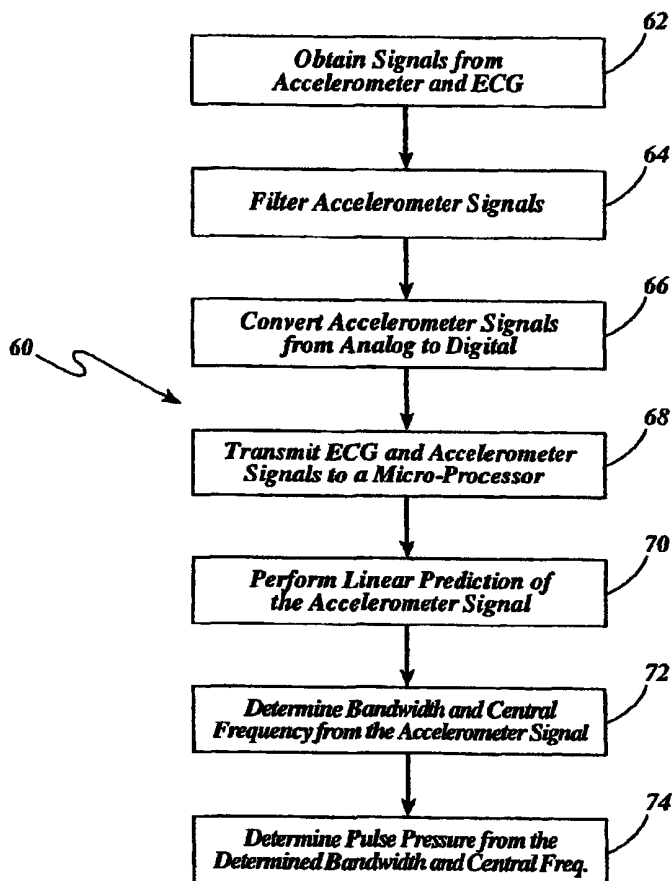 62
Obtain Signals from
Accelerometer and ECG
64
Filter Accelerometer Signals
66
Convert Accelerometer Signals
from Analog to Digital
60
68
Transmit ECG and Accelerometer
Signals to a Micro-Processor
70
Perform Linear Prediction of
the Accelerometer Signal
72
Determine Bandwidth and Central
Frequency from the Accelerometer Signal
74
Determine Pulse Pressure from the
Determined Bandwidth and Central Freq.